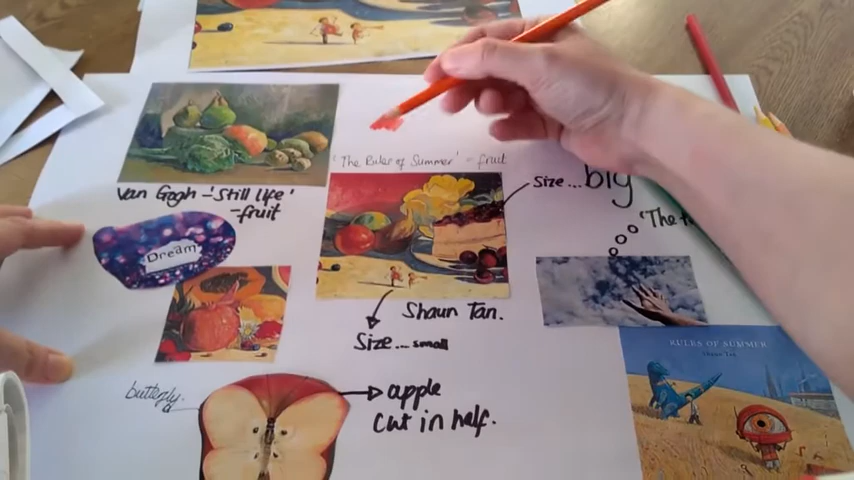 'The Rules of Summer' - fruit
Size... big
Van Gogh - 'Still life'
- fruit
'The
Dream
Shaun Tan.
Size... small
RULES OF SUMMER
Shaun Tan
butterfly.
apple
cut in half.